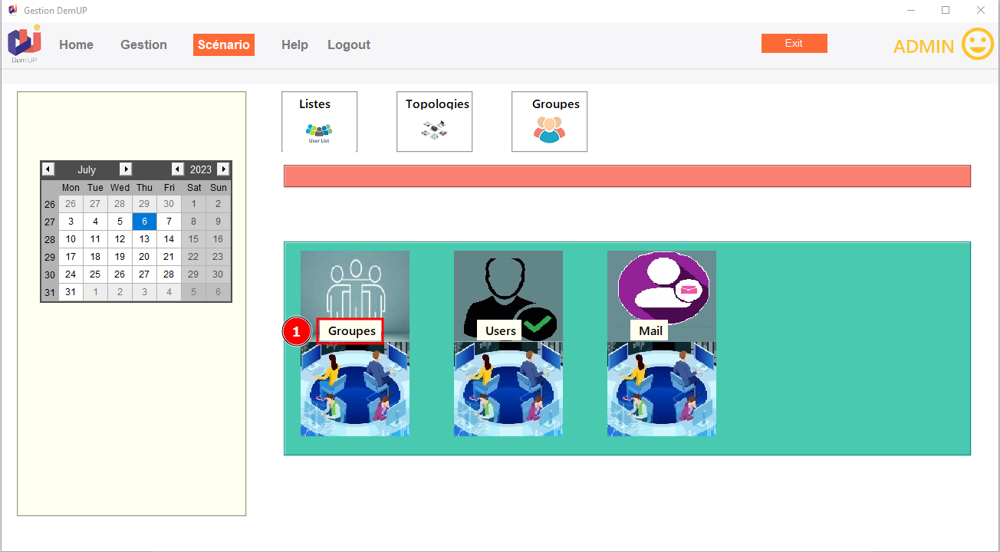 Gestion DemUP
Dem'UP
Home Gestion Scénario Help Logout
Exit
ADMIN
Listes
User List
Topologies
Groupes
July 2023
Mon Tue Wed Thu Fri Sat Sun
26 26 27 28 29 30 1 2
27 3 4 5 6 7 8 9
28 10 11 12 13 14 15 16
29 17 18 19 20 21 22 23
30 24 25 26 27 28 29 30
31 31 1 2 3 4 5 6
1 Groupes
Users
Mail